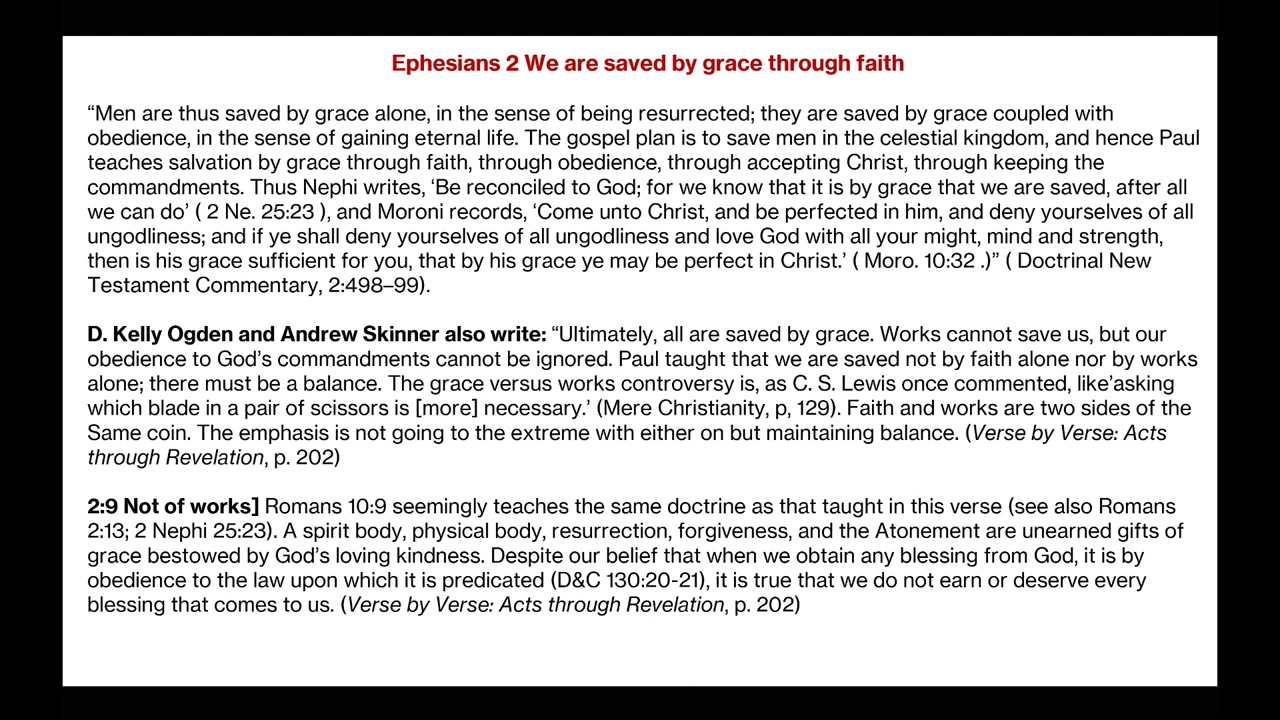 Ephesians 2 We are saved by grace through faith
“Men are thus saved by grace alone, in the sense of being resurrected; they are saved by grace coupled with
obedience, in the sense of gaining eternal life. The gospel plan is to save men in the celestial kingdom, and hence Paul
teaches salvation by grace through faith, through obedience, through accepting Christ, through keeping the
commandments. Thus Nephi writes, ‘Be reconciled to God; for we know that it is by grace that we are saved, after all
we can do’ ( 2 Ne. 25:23 ), and Moroni records, ‘Come unto Christ, and be perfected in him, and deny yourselves of all
ungodliness; and if ye shall deny yourselves of all ungodliness and love God with all your might, mind and strength,
then is his grace sufficient for you, that by his grace ye may be perfect in Christ.’ ( Moro. 10:32 .)” ( Doctrinal New
Testament Commentary, 2:498–99).
D. Kelly Ogden and Andrew Skinner also write: “Ultimately, all are saved by grace. Works cannot save us, but our
obedience to God’s commandments cannot be ignored. Paul taught that we are saved not by faith alone nor by works
alone; there must be a balance. The grace versus works controversy is, as C. S. Lewis once commented, like’asking
which blade in a pair of scissors is [more] necessary.’ (Mere Christianity, p, 129). Faith and works are two sides of the
Same coin. The emphasis is not going to the extreme with either on but maintaining balance. (Verse by Verse: Acts
through Revelation, p. 202)
2:9 Not of works] Romans 10:9 seemingly teaches the same doctrine as that taught in this verse (see also Romans
2:13; 2 Nephi 25:23). A spirit body, physical body, resurrection, forgiveness, and the Atonement are unearned gifts of
grace bestowed by God’s loving kindness. Despite our belief that when we obtain any blessing from God, it is by
obedience to the law upon which it is predicated (D&C 130:20-21), it is true that we do not earn or deserve every
blessing that comes to us. (Verse by Verse: Acts through Revelation, p. 202)